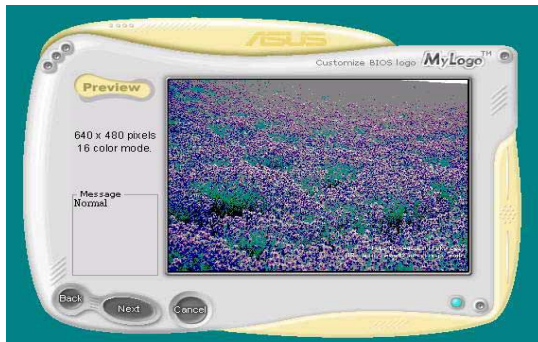 ASUS
Customize BIOS logo MyLogo™
Preview
640 x 480 pixels
16 color mode.
Message
Normal
Back
Next
Cancel